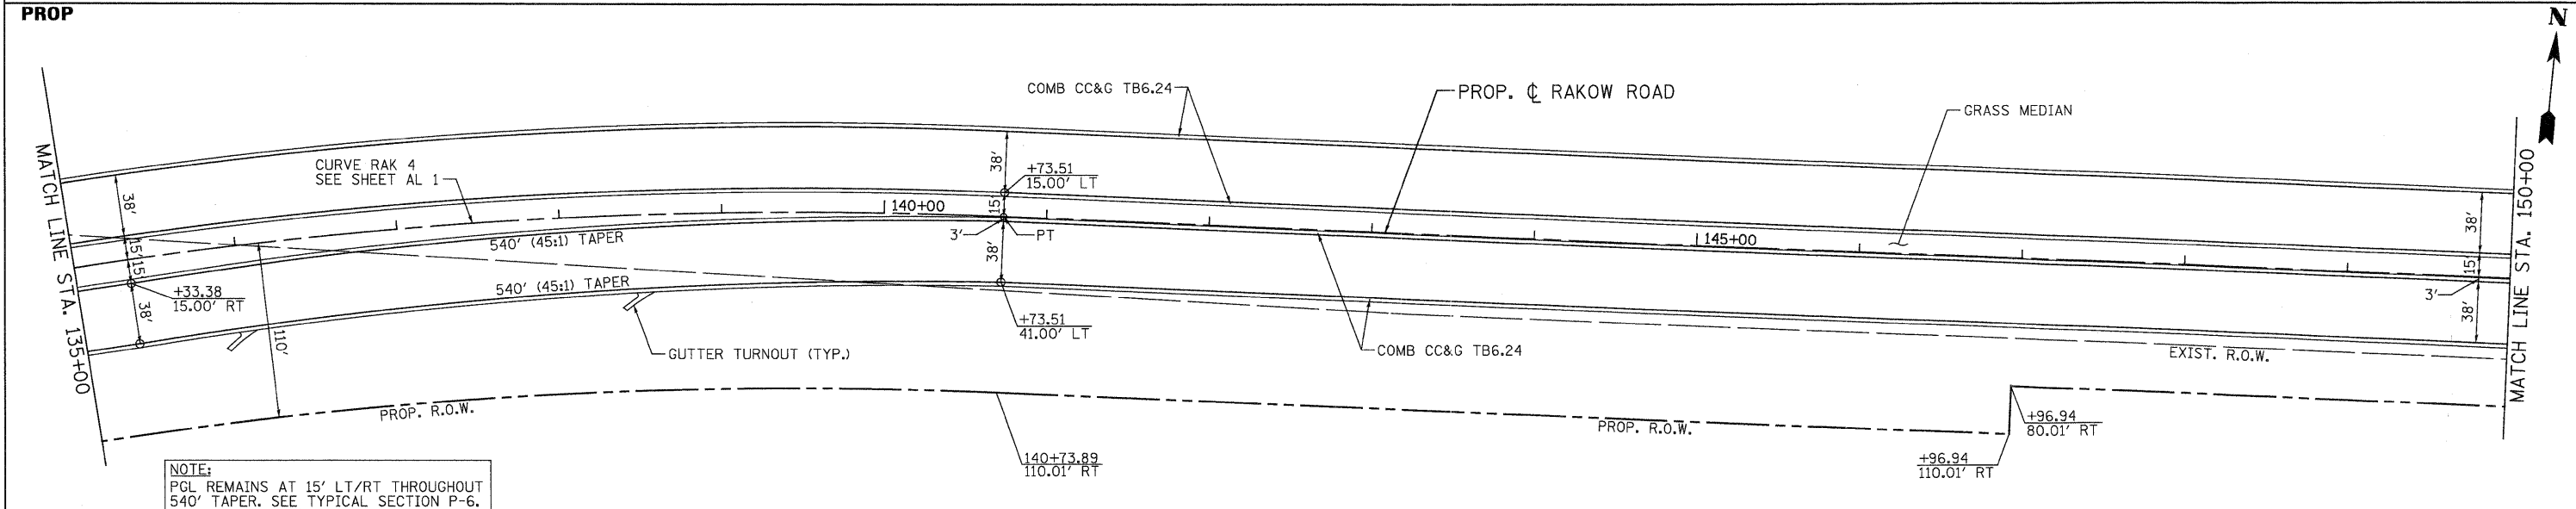 PROP
N
COMB CC&G TB6.24
PROP. ℄ RAKOW ROAD
GRASS MEDIAN
MATCH LINE STA. 135+00
CURVE RAK 4
SEE SHEET AL 1
38'
38'
+73.51
15.00' LT
140+00
15'
3'
PT
145+00
15'
15'
540' (45:1) TAPER
38'
38'
15'
3'
38'
MATCH LINE STA. 150+00
+33.38
15.00' RT
38'
110'
540' (45:1) TAPER
+73.51
41.00' LT
GUTTER TURNOUT (TYP.)
COMB CC&G TB6.24
EXIST. R.O.W.
PROP. R.O.W.
PROP. R.O.W.
+96.94
80.01' RT
140+73.89
110.01' RT
+96.94
110.01' RT
NOTE:
PGL REMAINS AT 15' LT/RT THROUGHOUT
540' TAPER. SEE TYPICAL SECTION P-6.